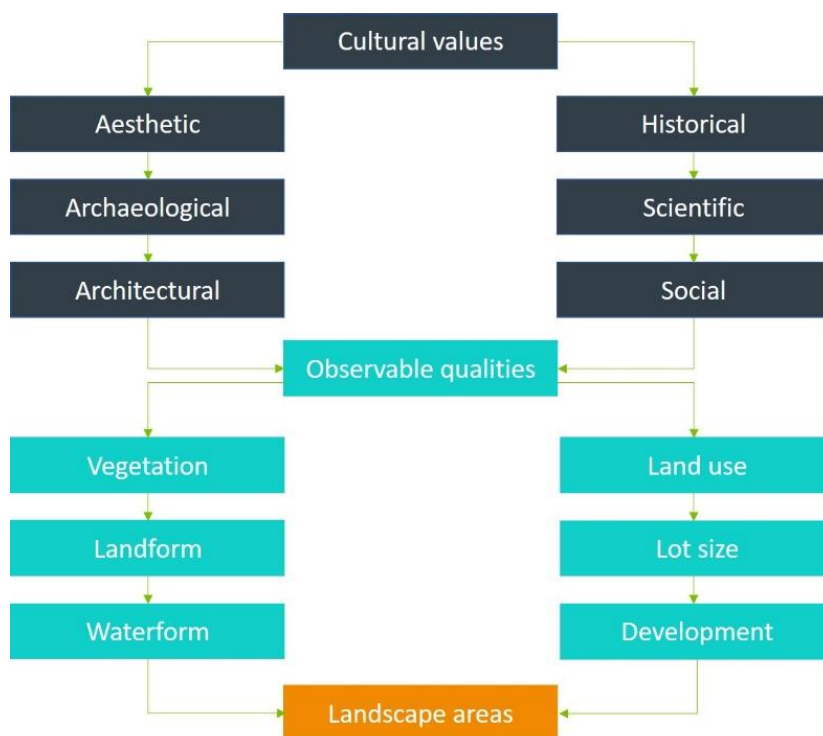 Cultural values
Aesthetic
Historical
Archaeological
Scientific
Architectural
Social
Observable qualities
Vegetation
Land use
Landform
Lot size
Waterform
Development
Landscape areas